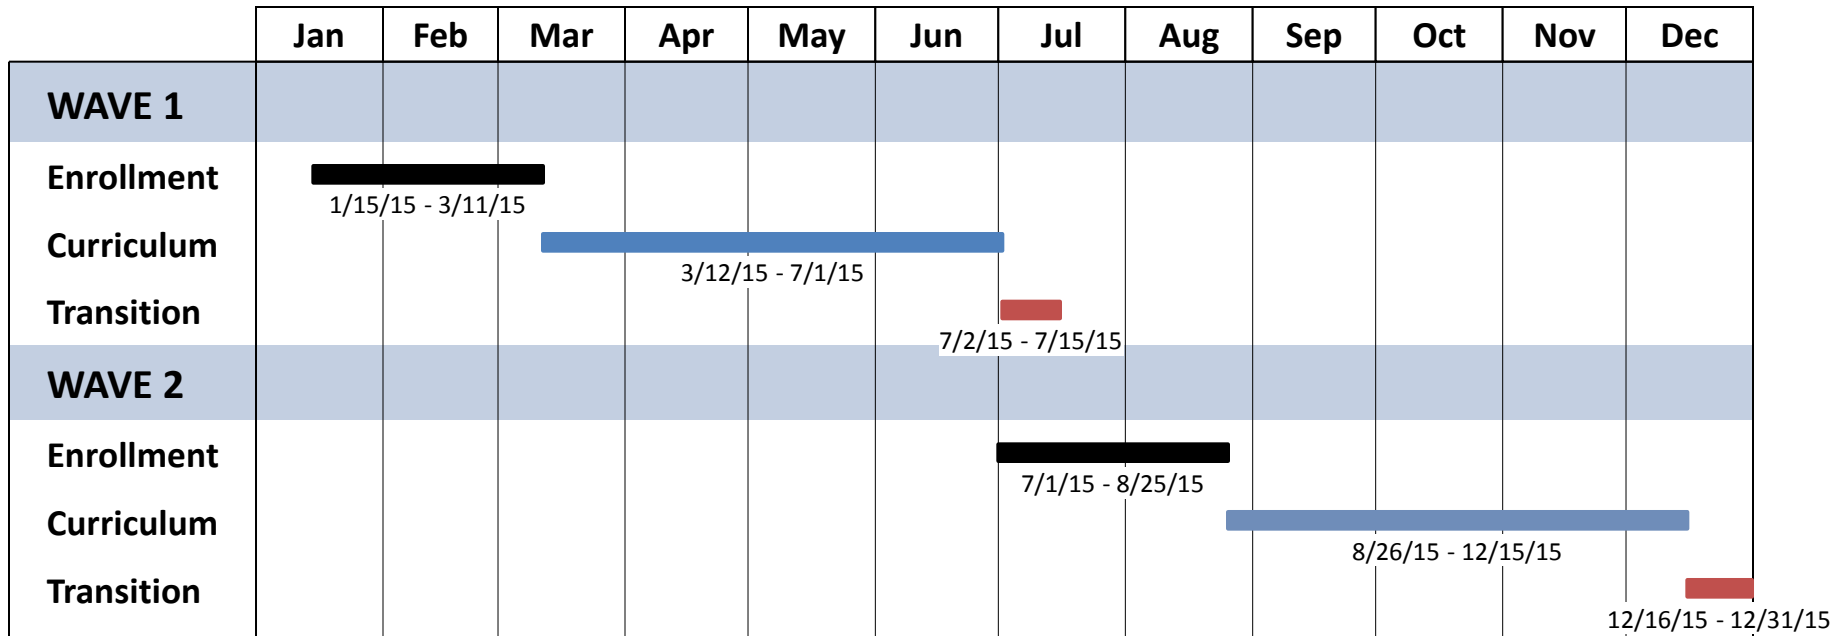 Jan Feb Mar Apr May Jun Jul Aug Sep Oct Nov Dec
WAVE 1
Enrollment
1/15/15 - 3/11/15
Curriculum
3/12/15 - 7/1/15
Transition
7/2/15 - 7/15/15
WAVE 2
Enrollment
7/1/15 - 8/25/15
Curriculum
8/26/15 - 12/15/15
Transition
12/16/15 - 12/31/15